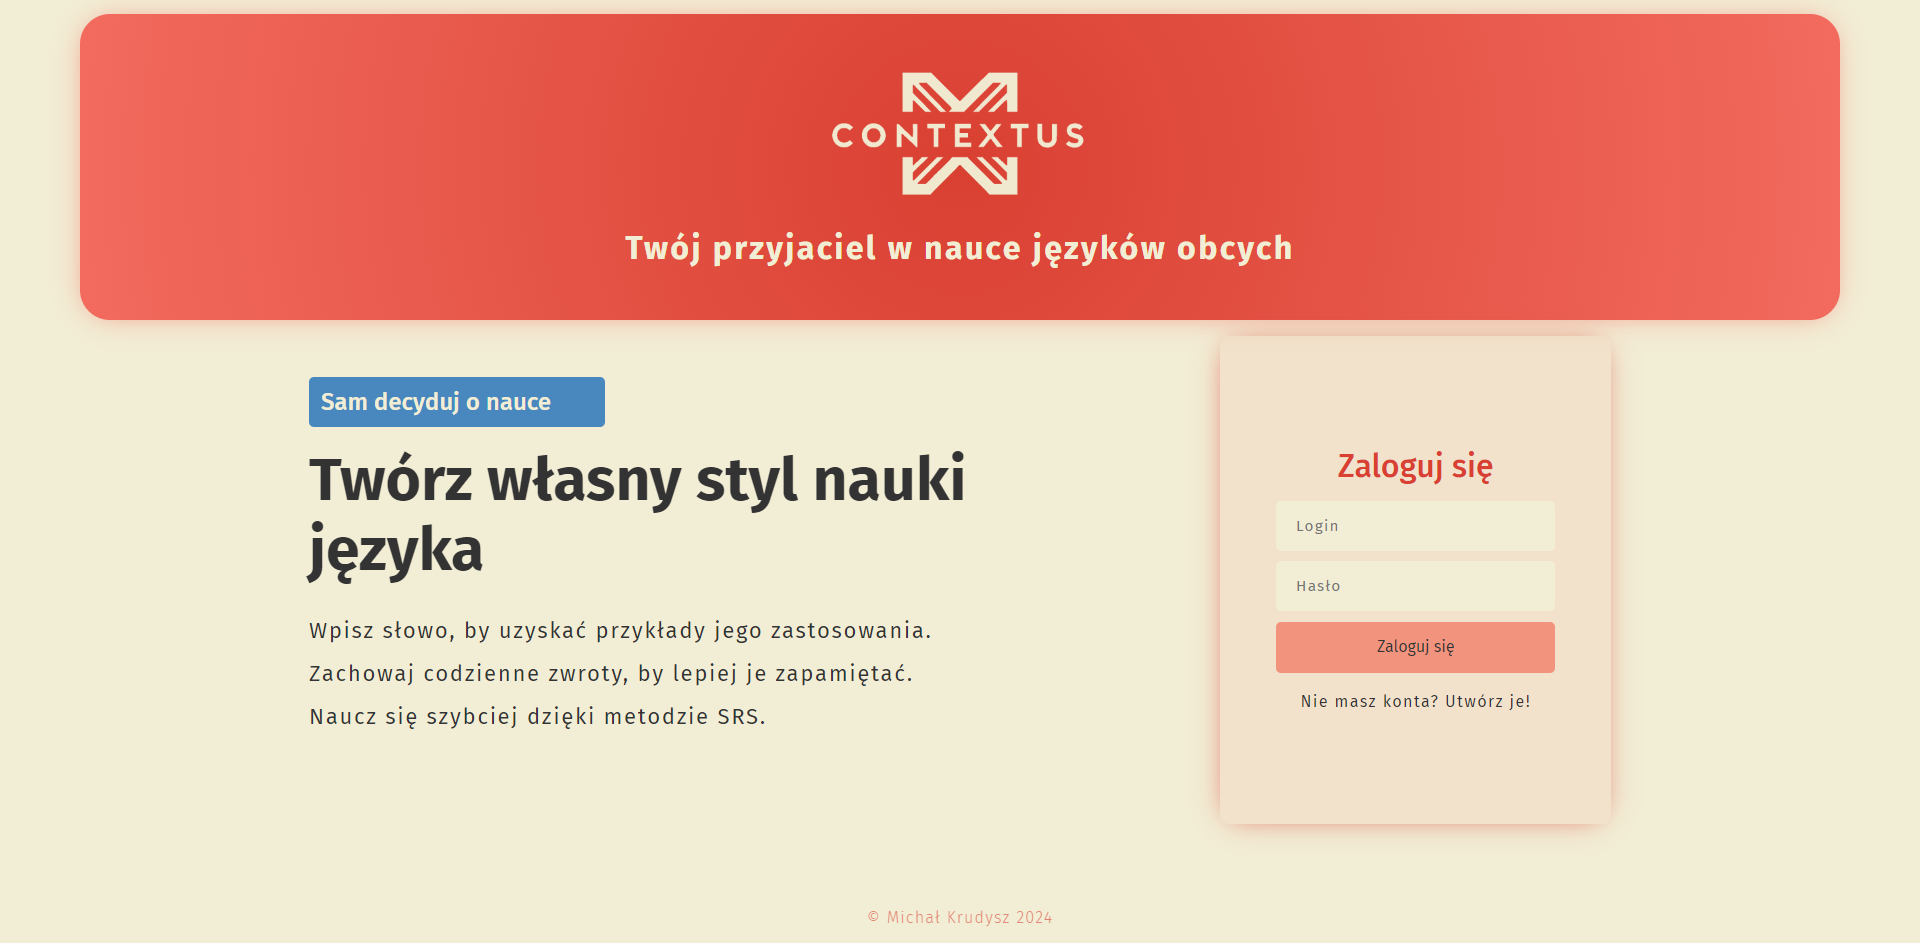 CONTEXTUS
Twój przyjaciel w nauce języków obcych
Sam decyduj o nauce
Twórz własny styl nauki
języka
Wpisz słowo, by uzyskać przykłady jego zastosowania.
Zachowaj codzienne zwroty, by lepiej je zapamiętać.
Naucz się szybciej dzięki metodzie SRS.
Zaloguj się
Login
Hasło
Zaloguj się
Nie masz konta? Utwórz je!
© Michał Krudysz 2024